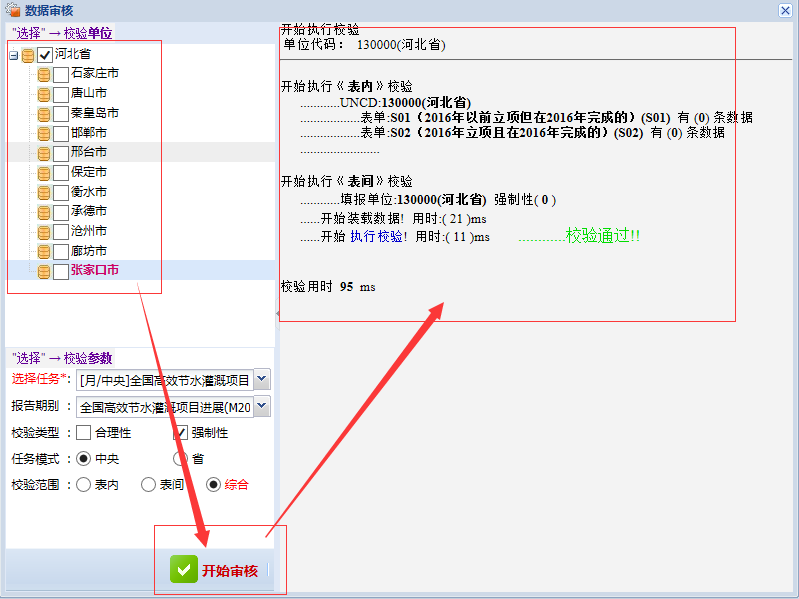 数据审核
"选择" → 校验单位
河北省
石家庄市
唐山市
秦皇岛市
邯郸市
邢台市
保定市
衡水市
承德市
沧州市
廊坊市
张家口市
"选择" → 校验参数
选择任务*: [月/中央]全国高效节水灌溉项目
报告期别 : 全国高效节水灌溉项目进展(M20
校验类型 : 合理性 强制性
任务模式 : 中央 省
校验范围 : 表内 表间 综合
开始审核
开始执行校验
单位代码： 130000(河北省)
开始执行《 表内 》校验
............UNCD:130000(河北省)
..................表单:S01（2016年以前立项但在2016年完成的）(S01) 有 (0) 条数据
..................表单:S02（2016年立项且在2016年完成的）(S02) 有 (0) 条数据
........................
开始执行《 表间 》校验
............填报单位:130000(河北省) 强制性( 0 )
......开始装载数据! 用时:( 21 )ms
......开始 执行校验! 用时:( 11 )ms ............校验通过!!
校验用时 95 ms